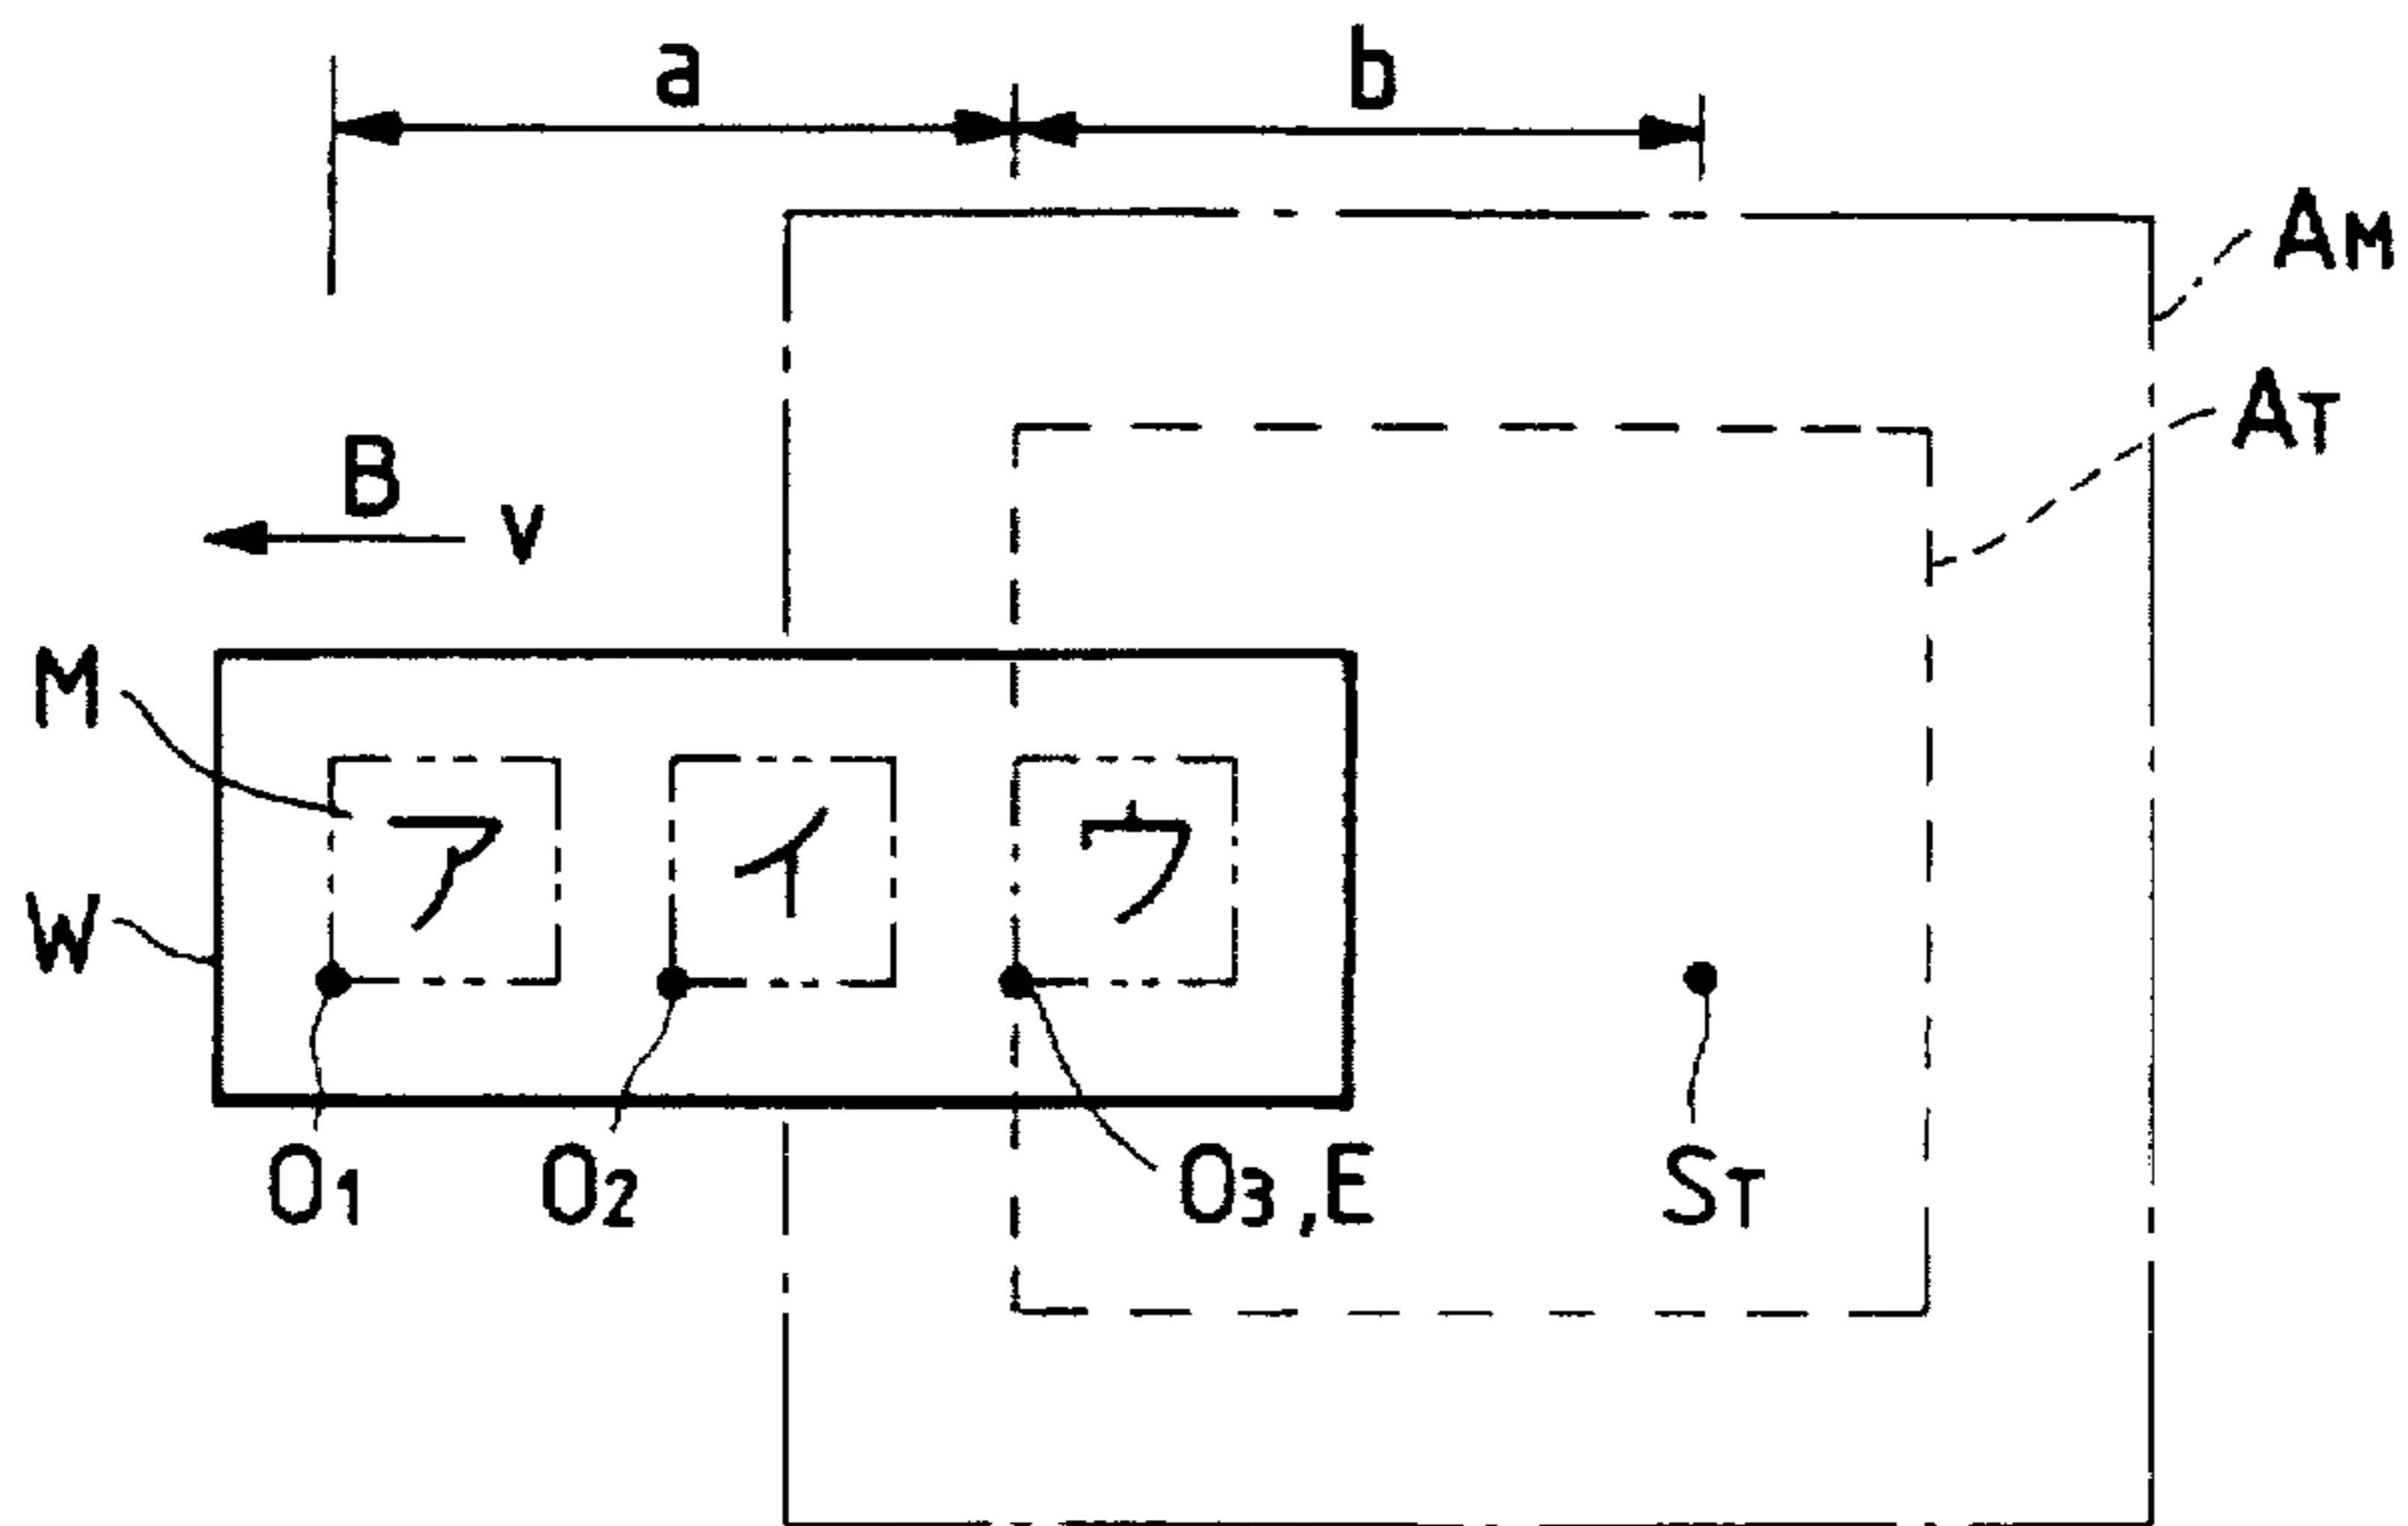 a b
AM
AT
B v
M
ア イ ウ
W
O1 O2 O3,E ST